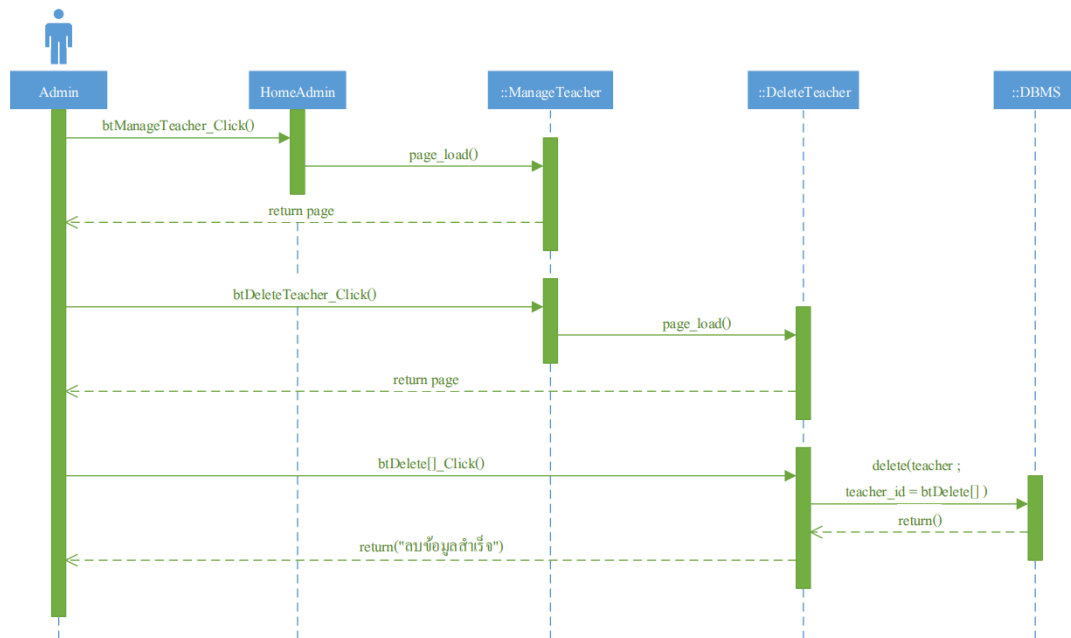 Admin
HomeAdmin
::ManageTeacher
::DeleteTeacher
::DBMS
btManageTeacher_Click()
page_load()
return page
btDeleteTeacher_Click()
page_load()
return page
btDelete[]_Click()
delete(teacher ;
teacher_id = btDelete[] )
return()
return("ลบข้อมูลสำเร็จ")